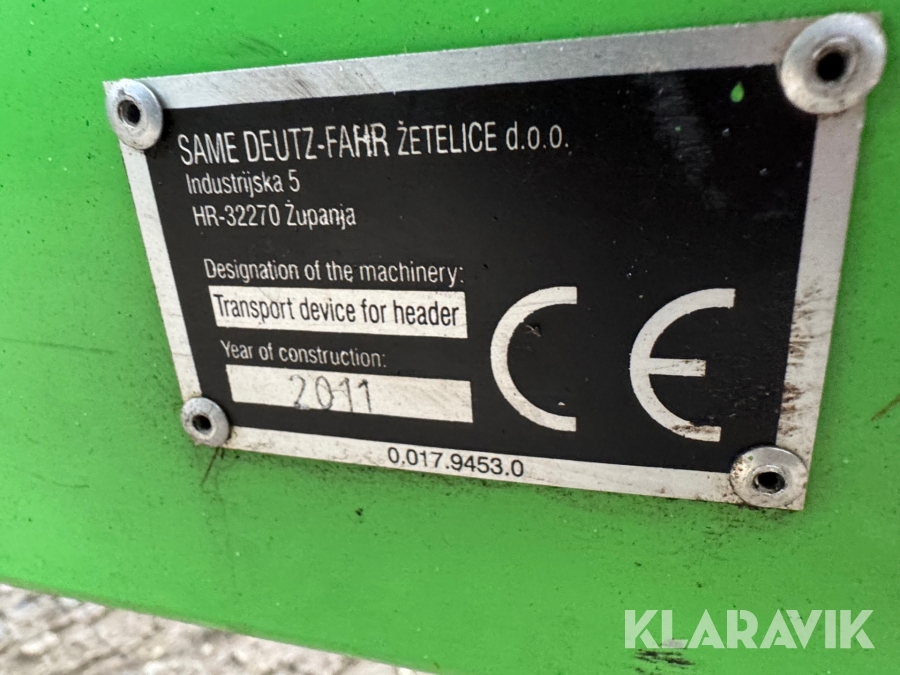 SAME DEUTZ-FAHR ŽETELICE d.o.o.
Industrijska 5
HR-32270 Županja
Designation of the machinery:
Transport device for header
Year of construction:
2011
CE
0.017.9453.0
KLARAVIK